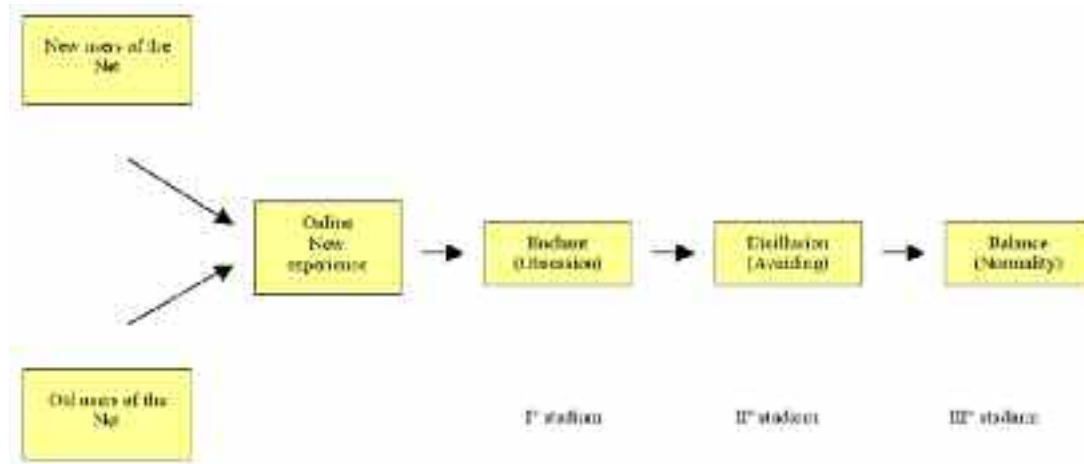 New users of the
Net
Online
New
experience
Enchant
(Obsession)
Disillusion
(Avoiding)
Balance
(Normality)
Old users of the
Net
I° stadium
II° stadium
III° stadium